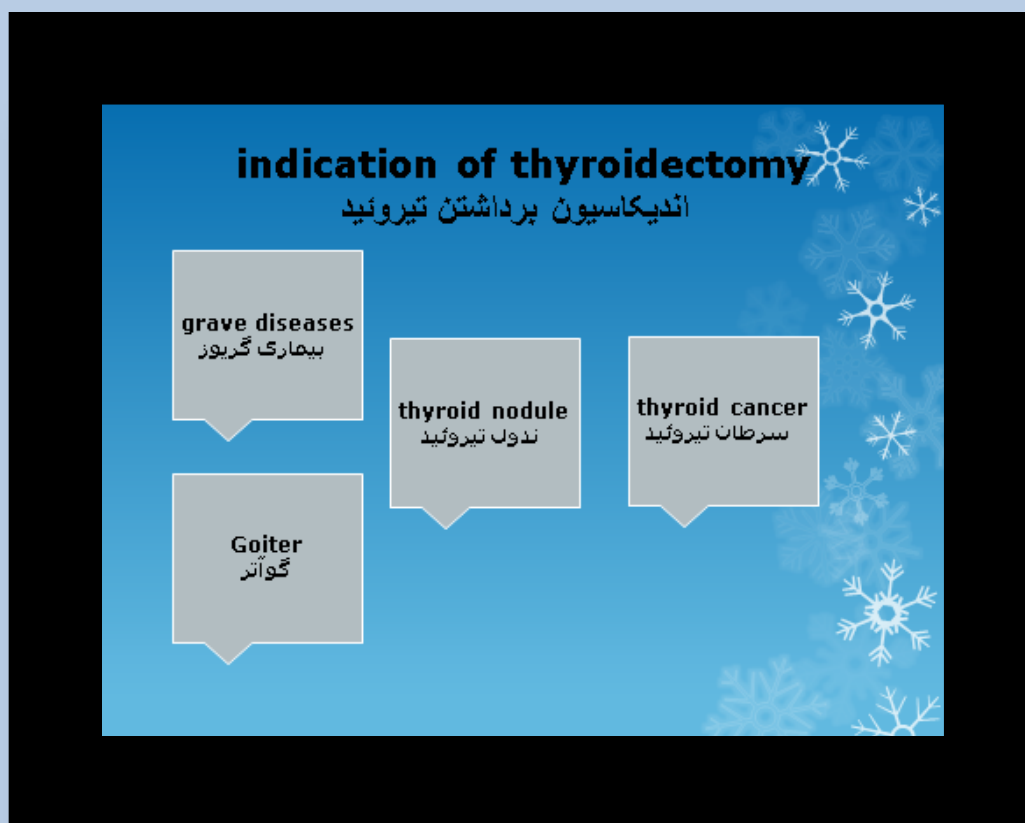 indication of thyroidectomy
اندیکاسیون برداشتن تیروئید
grave diseases
بیماری گریوز
thyroid nodule
ندول تیروئید
thyroid cancer
سرطان تیروئید
Goiter
گوآتر